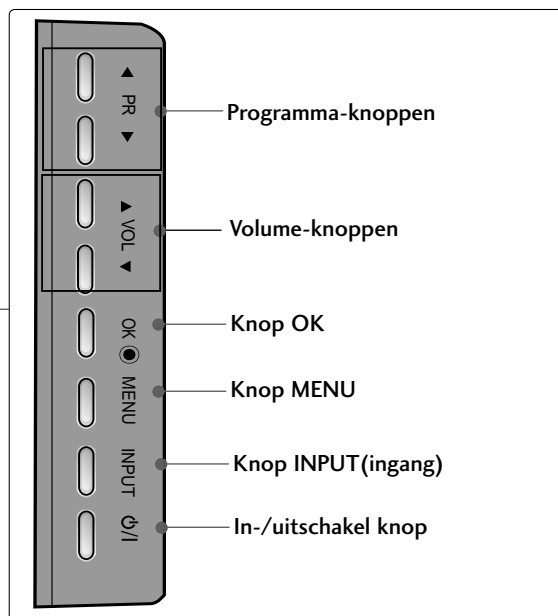 ▲ PR ▼
Programma-knoppen
▲ VOL ▼
Volume-knoppen
OK
Knop OK
MENU
Knop MENU
INPUT
Knop INPUT(ingang)
⏻/I
In-/uitschakel knop